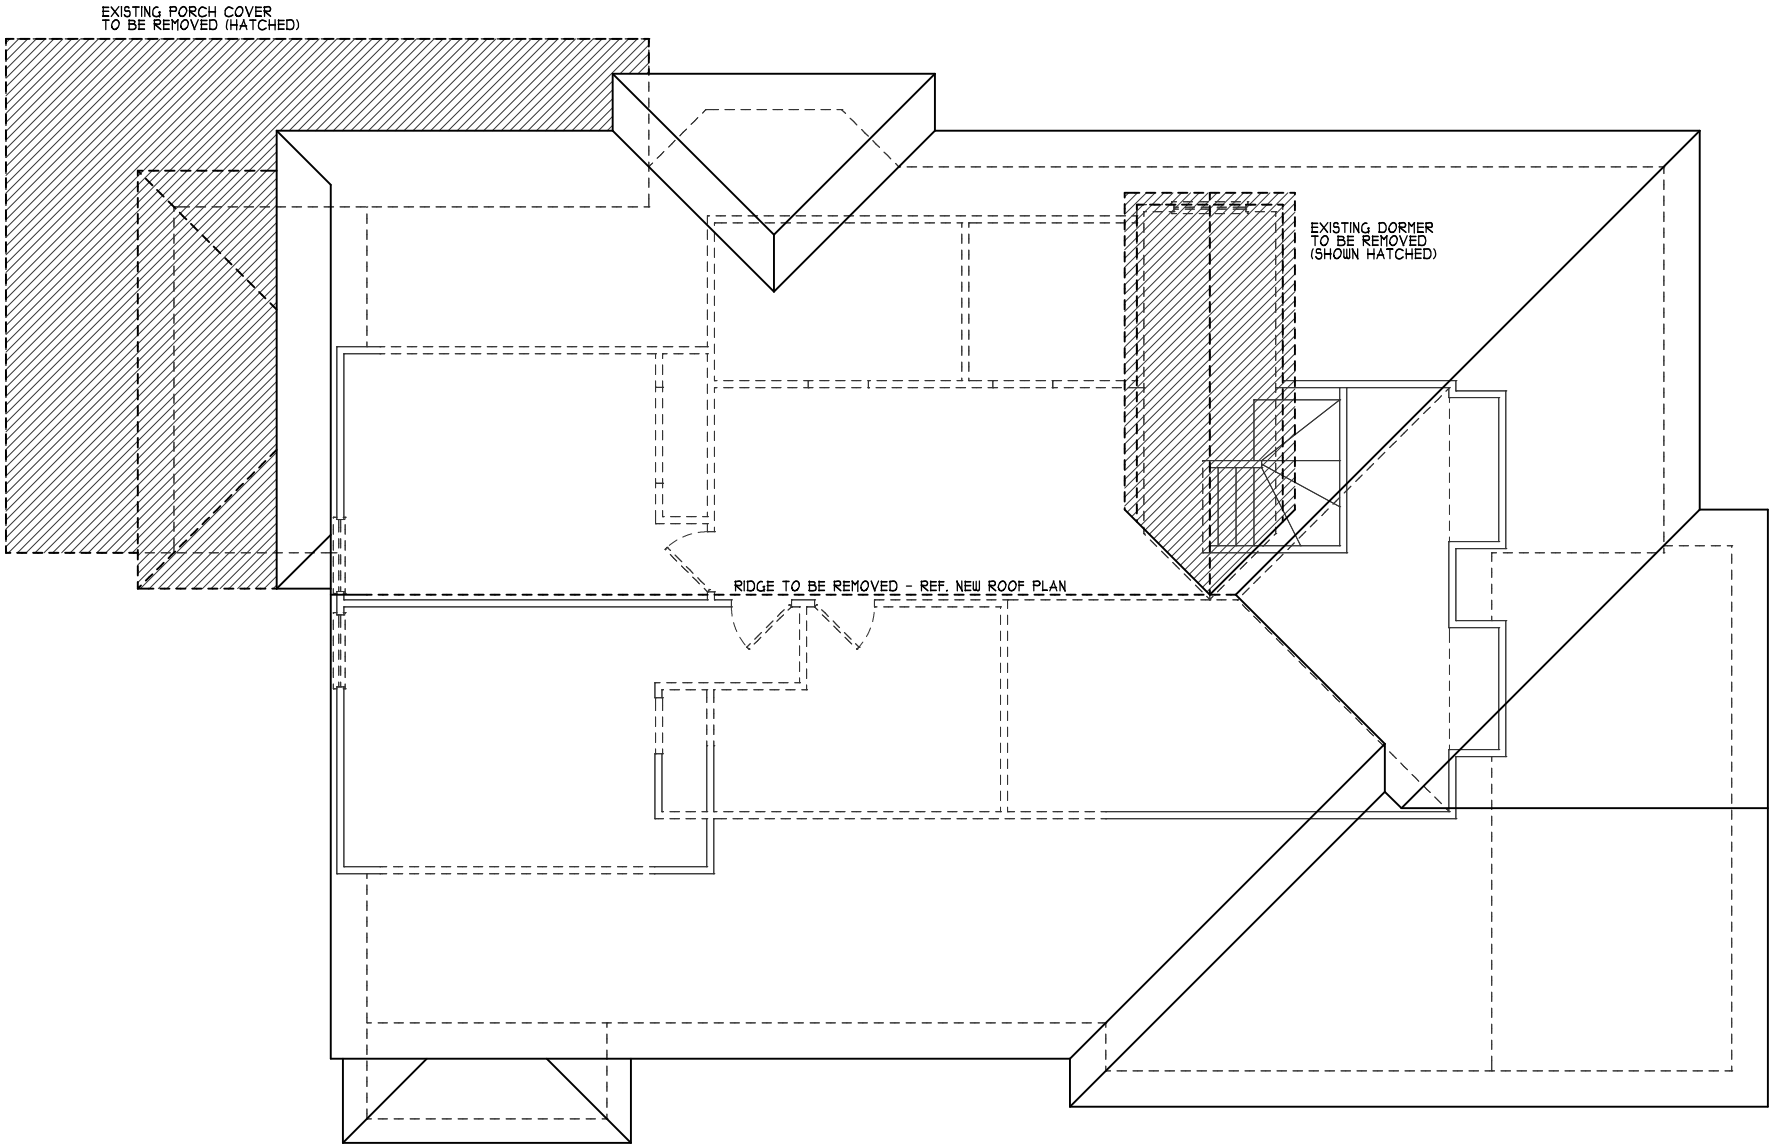 EXISTING PORCH COVER
TO BE REMOVED (HATCHED)
EXISTING DORMER
TO BE REMOVED
(SHOWN HATCHED)
RIDGE TO BE REMOVED - REF. NEW ROOF PLAN